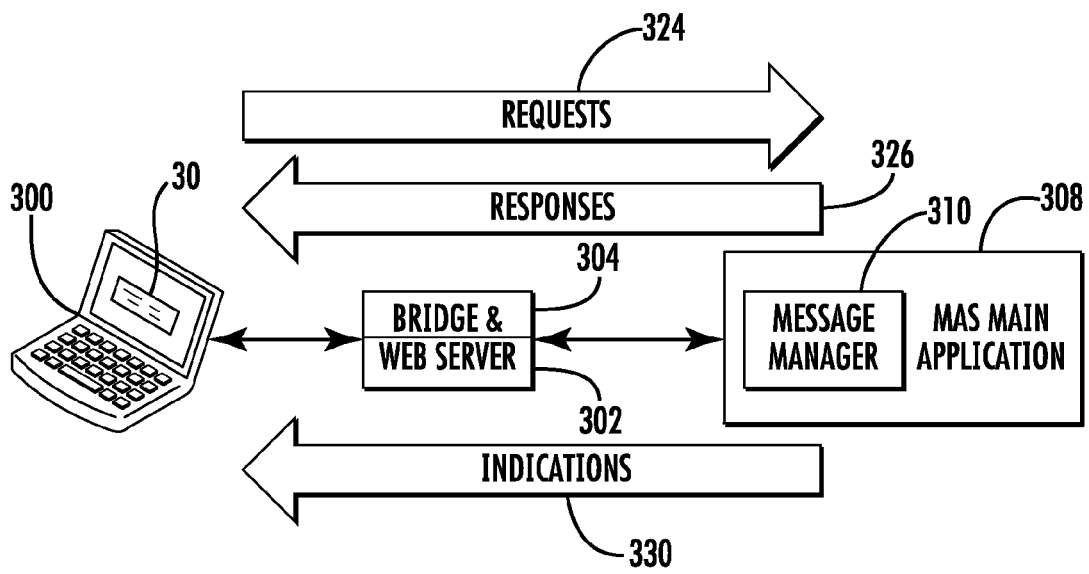 324
REQUESTS
326
RESPONSES
300
30
304
310
308
BRIDGE &
WEB SERVER
MESSAGE
MANAGER
MAS MAIN
APPLICATION
302
INDICATIONS
330